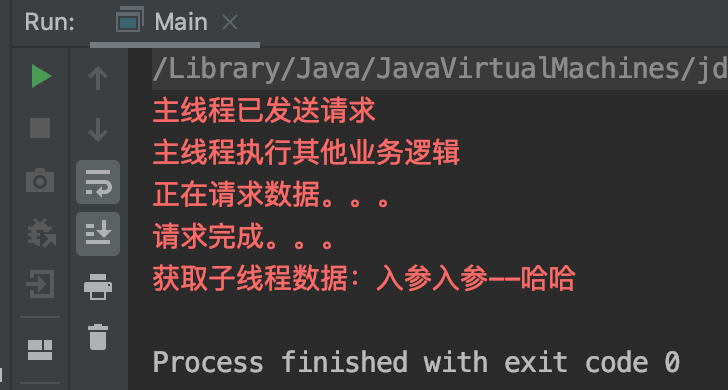 Run: Main
/Library/Java/JavaVirtualMachines/jd
主线程已发送请求
主线程执行其他业务逻辑
正在请求数据。。。
请求完成。。。
获取子线程数据：入参入参--哈哈
Process finished with exit code 0